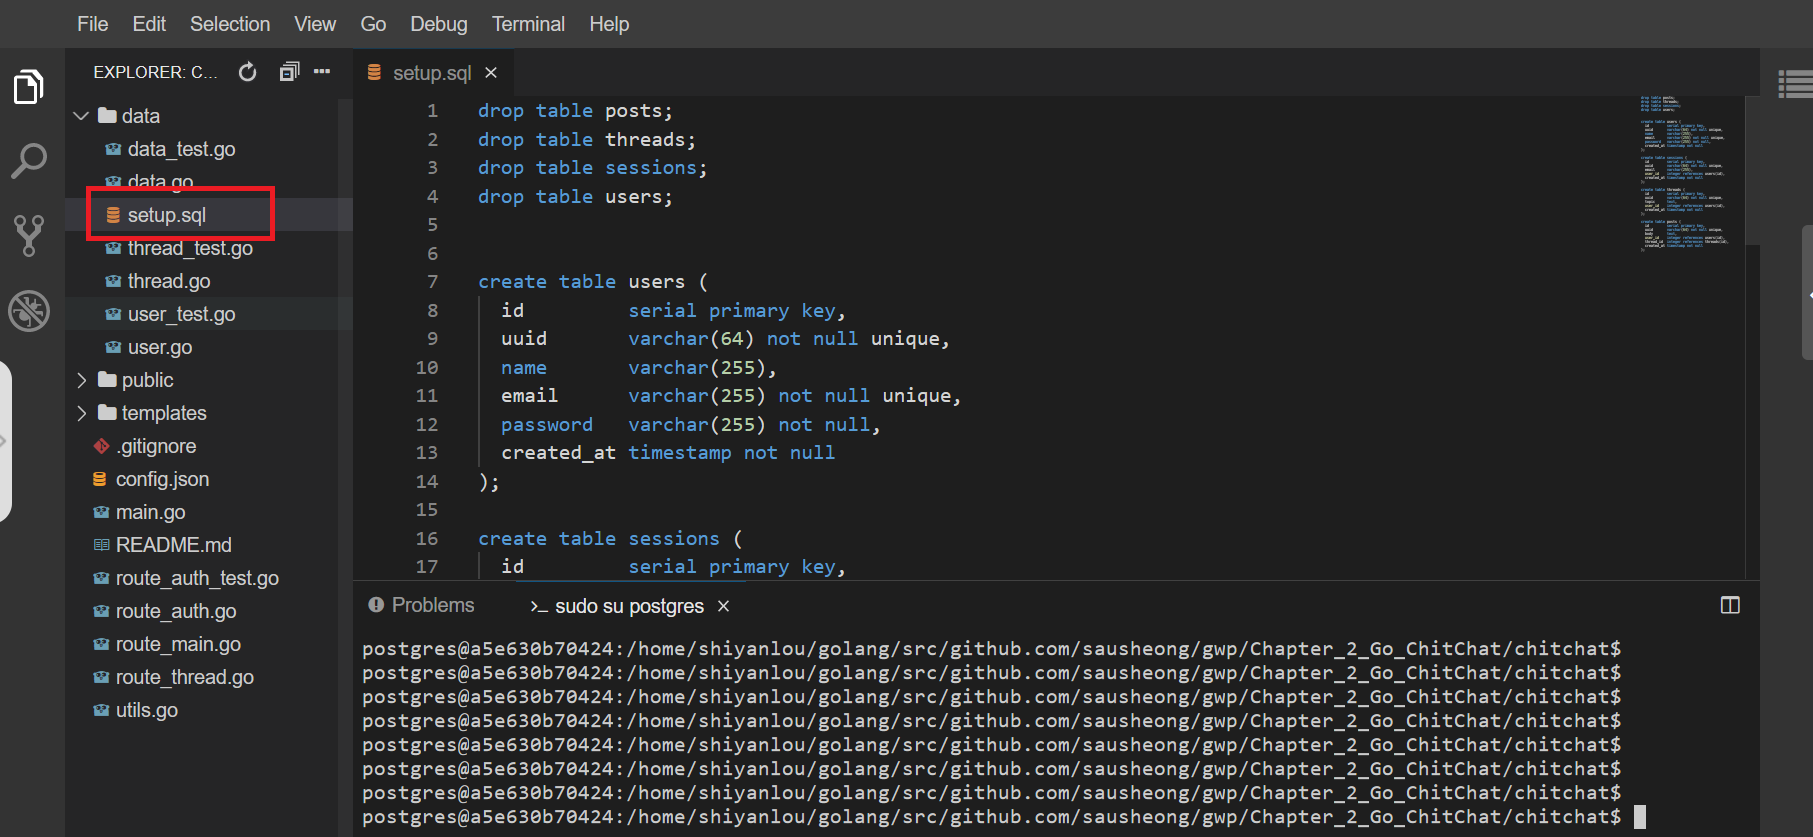 File Edit Selection View Go Debug Terminal Help
EXPLORER: C...
data
data_test.go
data.go
setup.sql
thread_test.go
thread.go
user_test.go
user.go
public
templates
.gitignore
config.json
main.go
README.md
route_auth_test.go
route_auth.go
route_main.go
route_thread.go
utils.go
setup.sql ×
1 drop table posts;
2 drop table threads;
3 drop table sessions;
4 drop table users;
5
6
7 create table users (
8 id serial primary key,
9 uuid varchar(64) not null unique,
10 name varchar(255),
11 email varchar(255) not null unique,
12 password varchar(255) not null,
13 created_at timestamp not null
14 );
15
16 create table sessions (
17 id serial primary key,
Problems >_ sudo su postgres ×
postgres@a5e630b70424:/home/shiyanlou/golang/src/github.com/sausheong/gwp/Chapter_2_Go_ChitChat/chitchat$
postgres@a5e630b70424:/home/shiyanlou/golang/src/github.com/sausheong/gwp/Chapter_2_Go_ChitChat/chitchat$
postgres@a5e630b70424:/home/shiyanlou/golang/src/github.com/sausheong/gwp/Chapter_2_Go_ChitChat/chitchat$
postgres@a5e630b70424:/home/shiyanlou/golang/src/github.com/sausheong/gwp/Chapter_2_Go_ChitChat/chitchat$
postgres@a5e630b70424:/home/shiyanlou/golang/src/github.com/sausheong/gwp/Chapter_2_Go_ChitChat/chitchat$
postgres@a5e630b70424:/home/shiyanlou/golang/src/github.com/sausheong/gwp/Chapter_2_Go_ChitChat/chitchat$
postgres@a5e630b70424:/home/shiyanlou/golang/src/github.com/sausheong/gwp/Chapter_2_Go_ChitChat/chitchat$
postgres@a5e630b70424:/home/shiyanlou/golang/src/github.com/sausheong/gwp/Chapter_2_Go_ChitChat/chitchat$